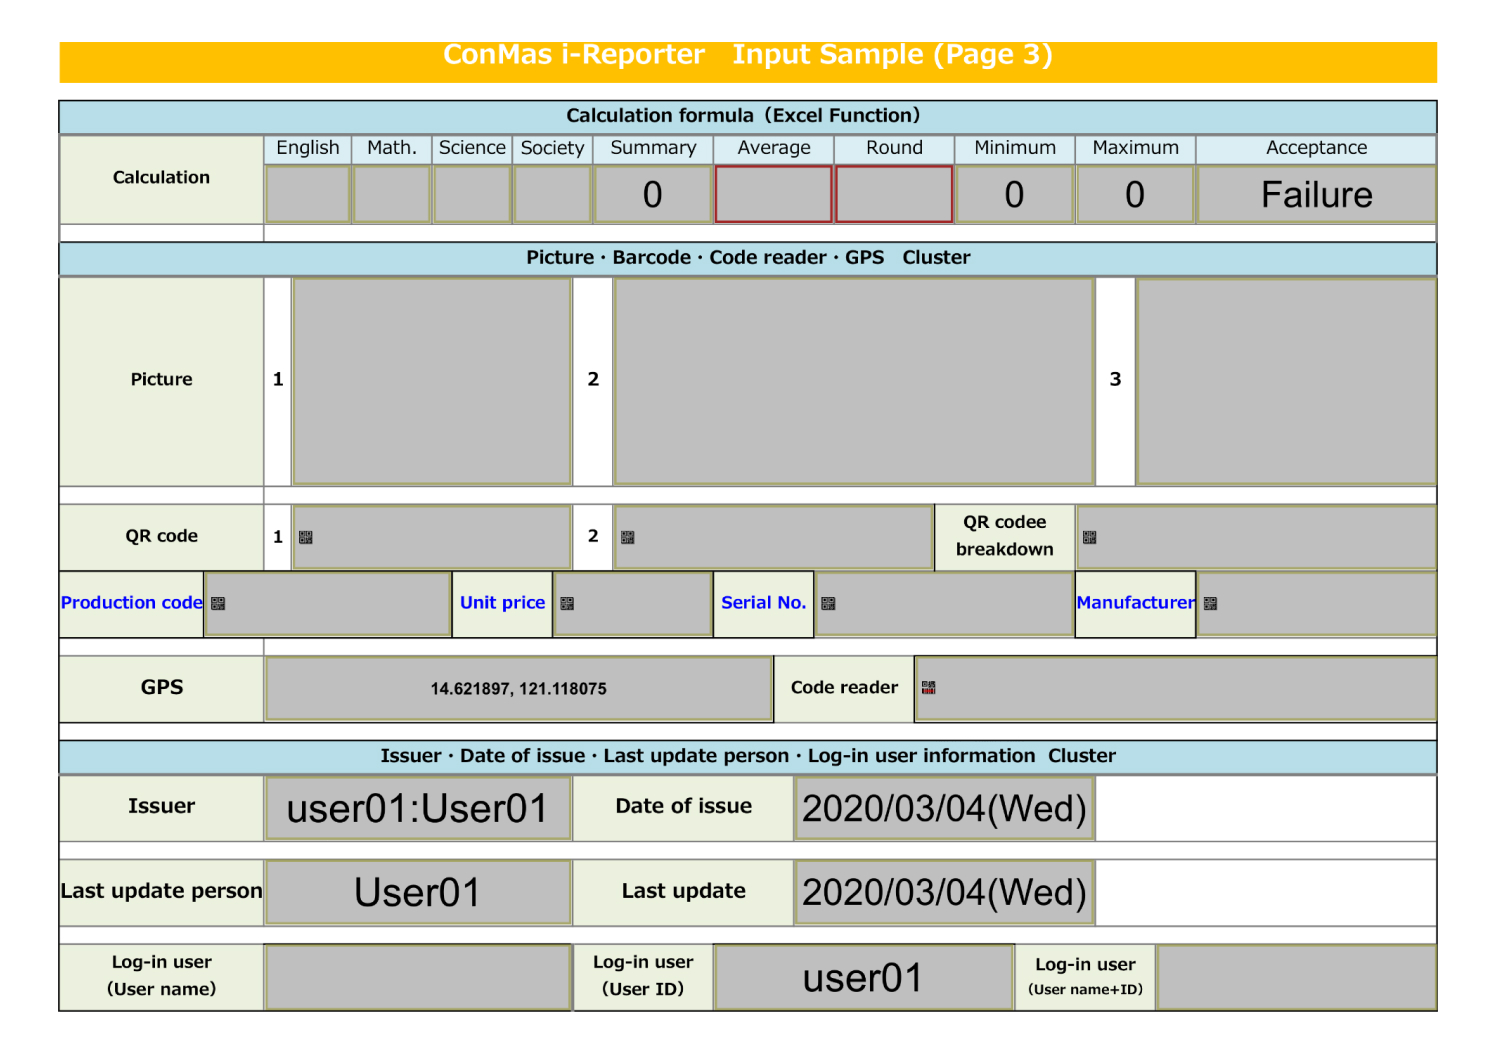 ConMas i-Reporter   Input Sample (Page 3)
Calculation formula（Excel Function）
Calculation English Math. Science Society Summary Average Round Minimum Maximum Acceptance
0 0 0 Failure
Picture・Barcode・Code reader・GPS   Cluster
Picture 1 2 3
QR code 1 2 QR codee breakdown
Production code Unit price Serial No. Manufacturer
GPS 14.621897, 121.118075 Code reader
Issuer・Date of issue・Last update person・Log-in user information  Cluster
Issuer user01:User01 Date of issue 2020/03/04(Wed)
Last update person User01 Last update 2020/03/04(Wed)
Log-in user
（User name）
Log-in user
（User ID）
user01
Log-in user
（User name+ID）